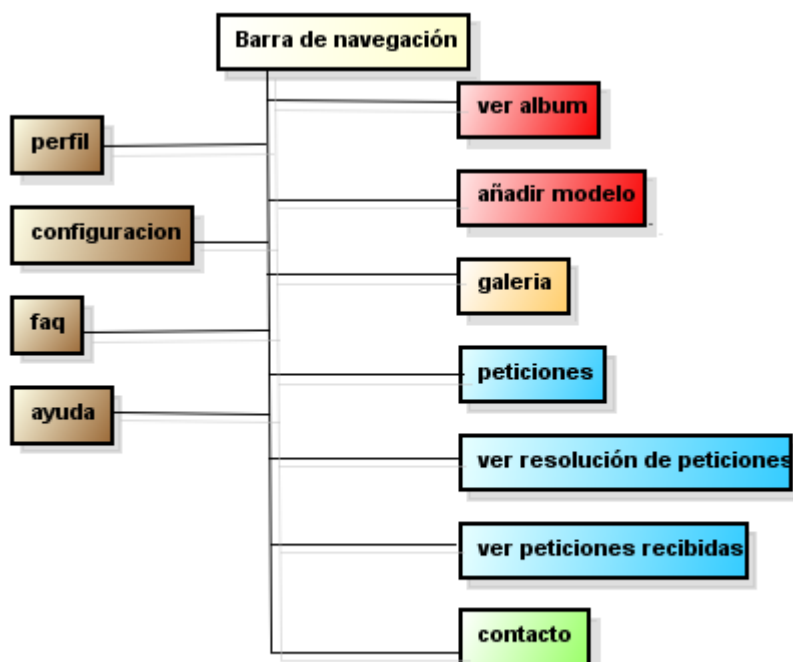 Barra de navegación
ver album
perfil
añadir modelo
configuracion
galeria
faq
peticiones
ayuda
ver resolución de peticiones
ver peticiones recibidas
contacto